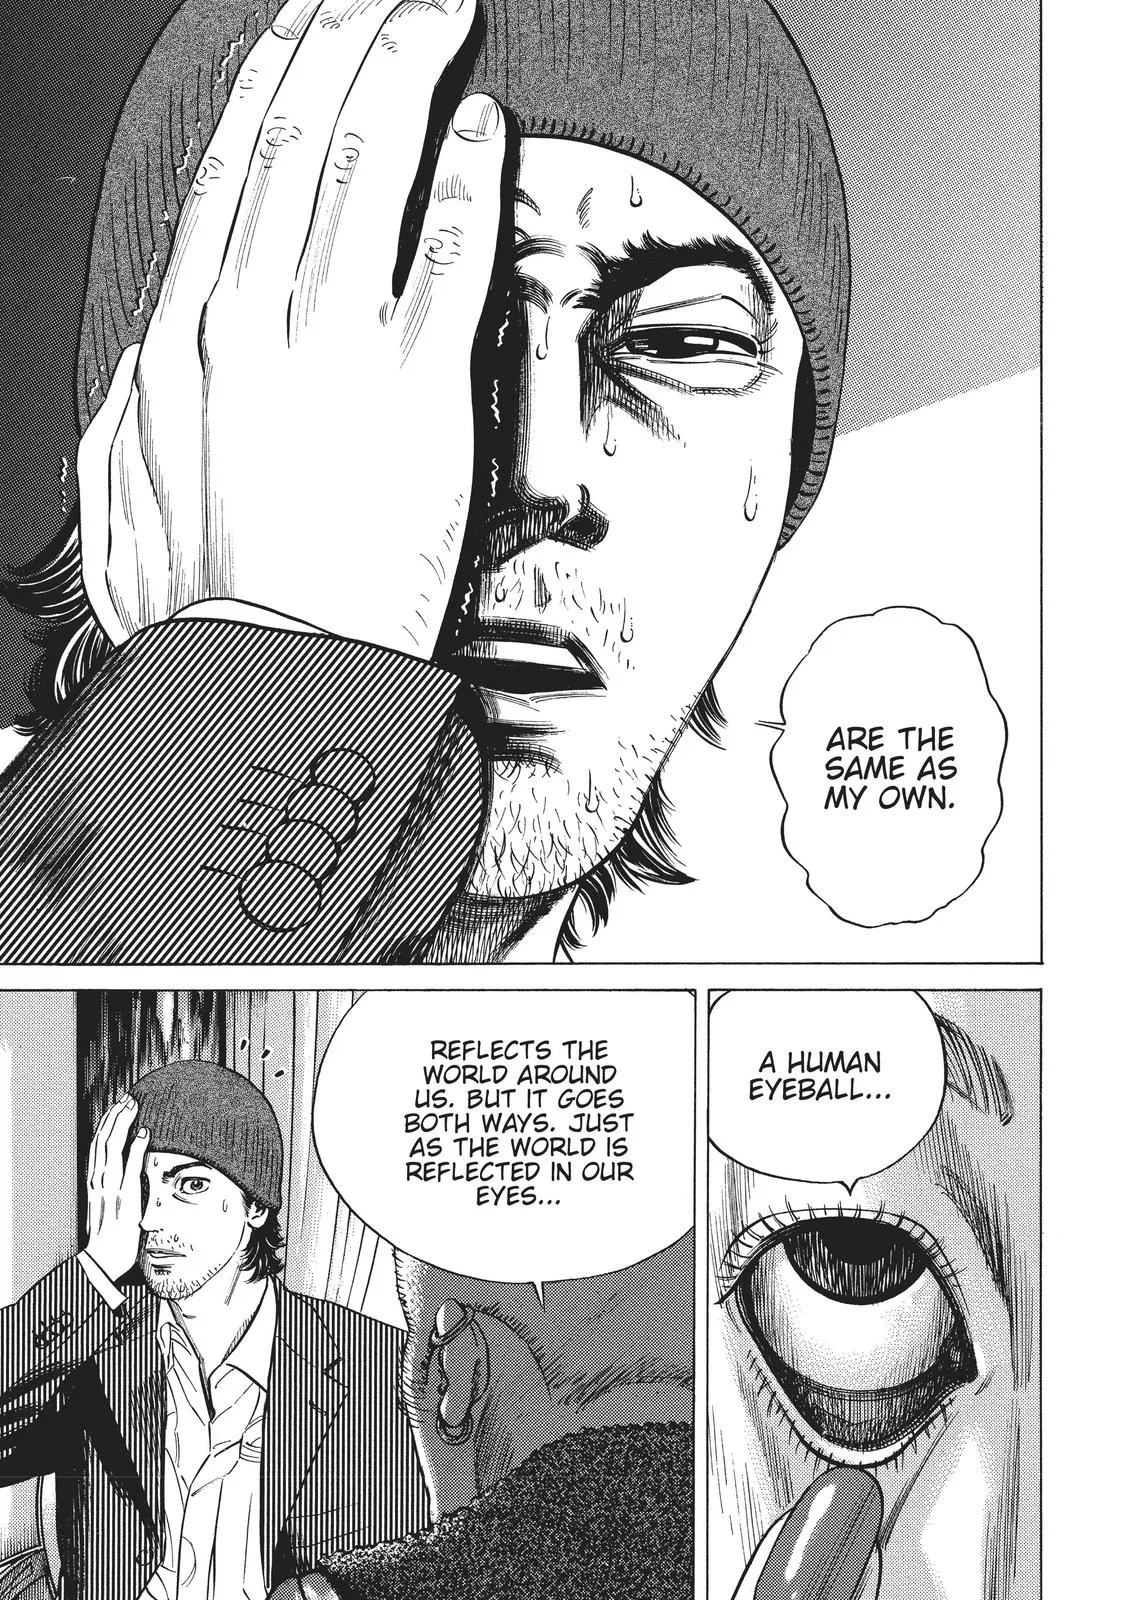 ARE THE
SAME AS
MY OWN.
A HUMAN
EYEBALL...
REFLECTS THE
WORLD AROUND
US. BUT IT GOES
BOTH WAYS. JUST
AS THE WORLD IS
REFLECTED IN OUR
EYES...